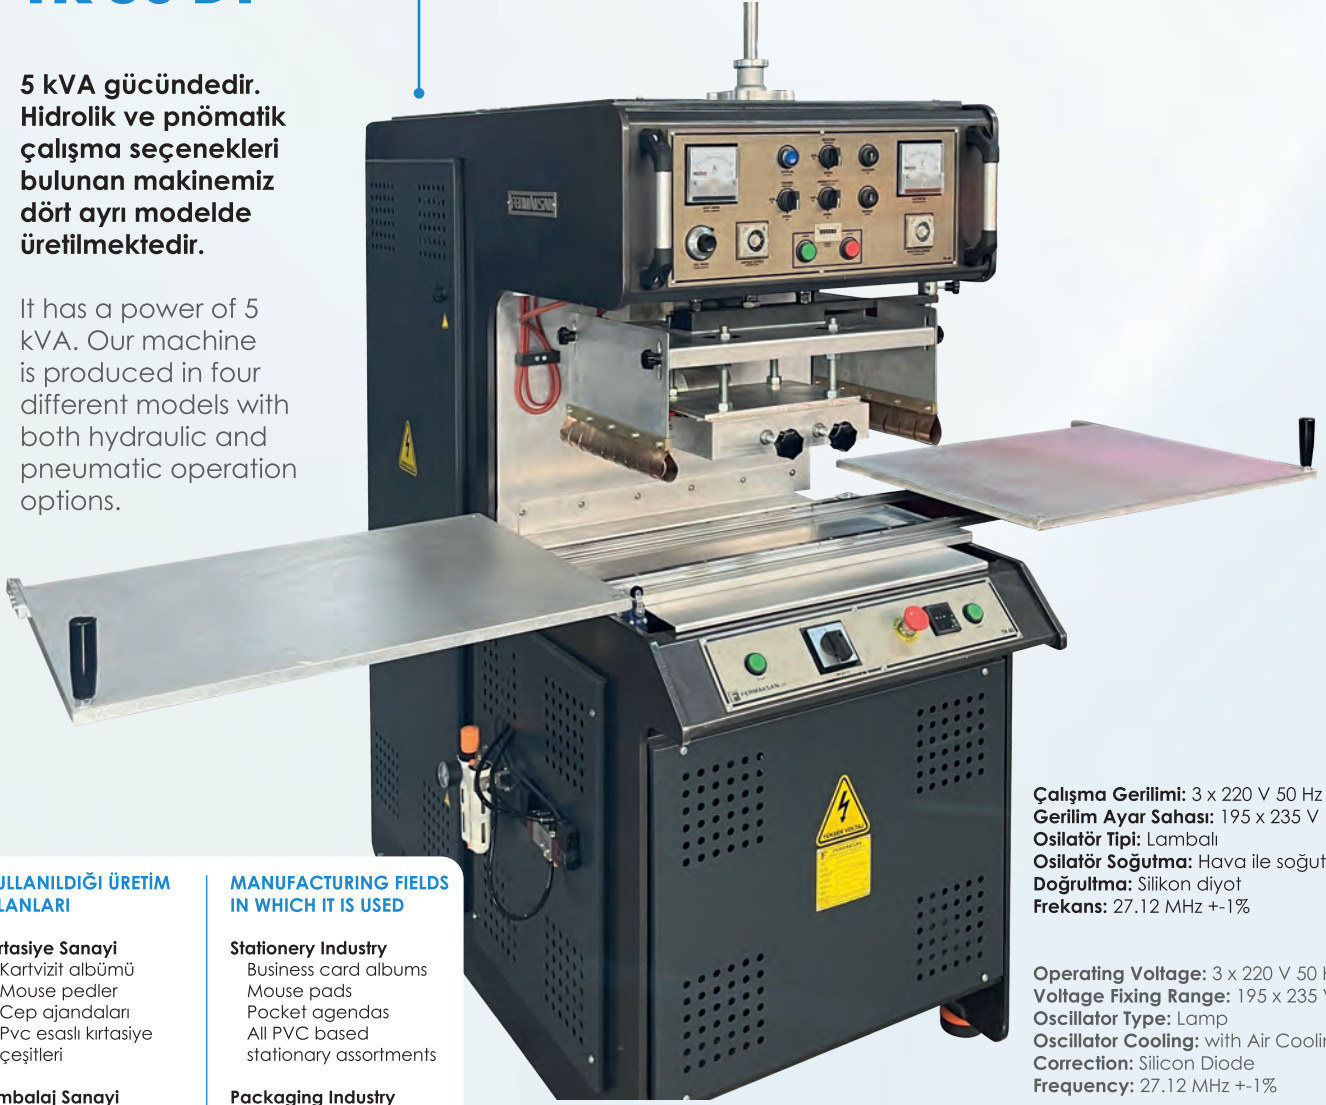 5 kVA gücündedir.
Hidrolik ve pnömatik
çalışma seçenekleri
bulunan makinemiz
dört ayrı modelde
üretilmektedir.
It has a power of 5
kVA. Our machine
is produced in four
different models with
both hydraulic and
pneumatic operation
options.
FERMAKSAN
FERMAKSAN
YÜKSEK VOLTAJ
Çalışma Gerilimi: 3 x 220 V 50 Hz
Gerilim Ayar Sahası: 195 x 235 V
Osilatör Tipi: Lambalı
Osilatör Soğutma: Hava ile soğut
Doğrultma: Silikon diyot
Frekans: 27.12 MHz +-1%
Operating Voltage: 3 x 220 V 50 H
Voltage Fixing Range: 195 x 235 V
Oscillator Type: Lamp
Oscillator Cooling: with Air Coolin
Correction: Silicon Diode
Frequency: 27.12 MHz +-1%
ULLANILDIĞI ÜRETİM
LANLARI
rtasiye Sanayi
Kartvizit albümü
Mouse pedler
Cep ajandaları
Pvc esaslı kırtasiye
çeşitleri
mbalaj Sanayi
MANUFACTURING FIELDS
IN WHICH IT IS USED
Stationery Industry
Business card albums
Mouse pads
Pocket agendas
All PVC based
stationary assortments
Packaging Industry